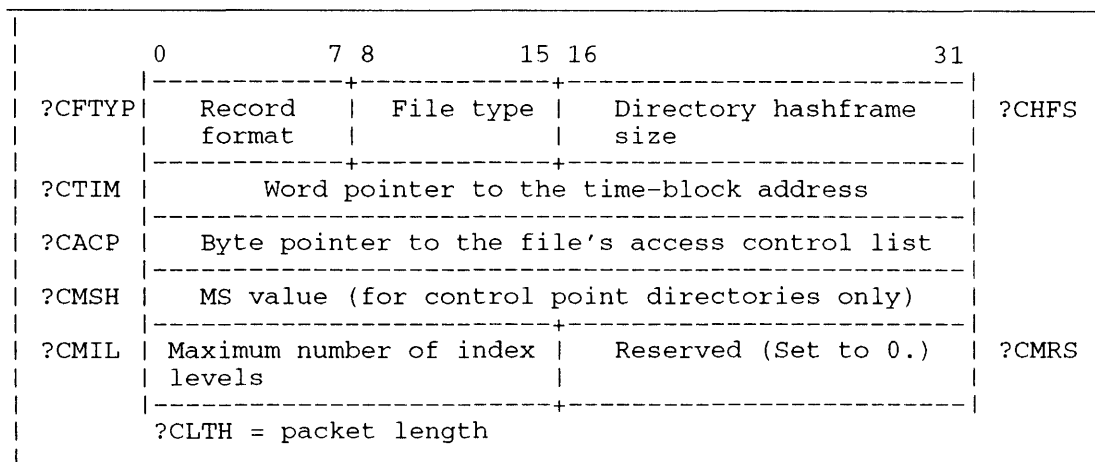 0 7 8 15 16 31
?CFTYP Record File type Directory hashframe ?CHFS
format size
?CTIM Word pointer to the time-block address
?CACP Byte pointer to the file's access control list
?CMSH MS value (for control point directories only)
?CMIL Maximum number of index Reserved (Set to 0.) ?CMRS
levels
?CLTH = packet length